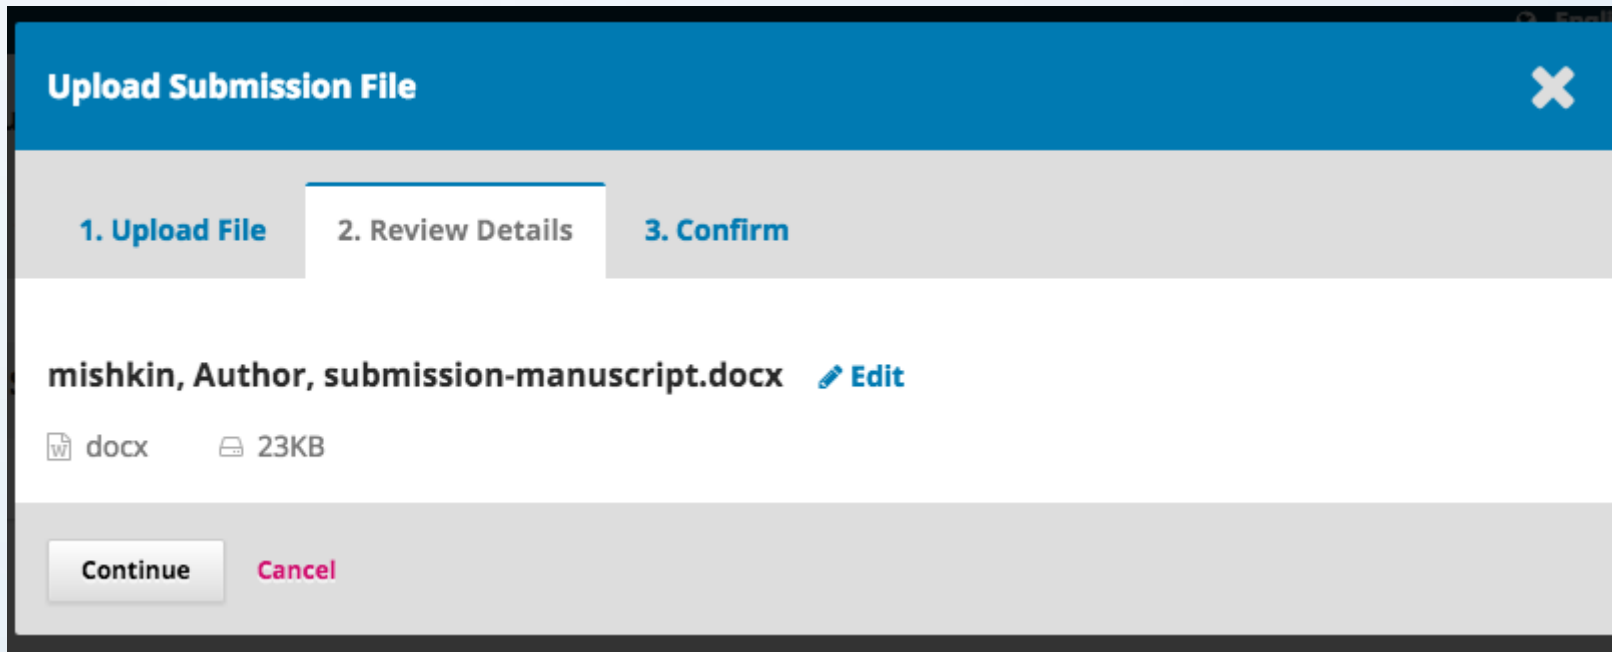 Upload Submission File
1. Upload File 2. Review Details 3. Confirm
mishkin, Author, submission-manuscript.docx Edit
docx 23KB
Continue Cancel